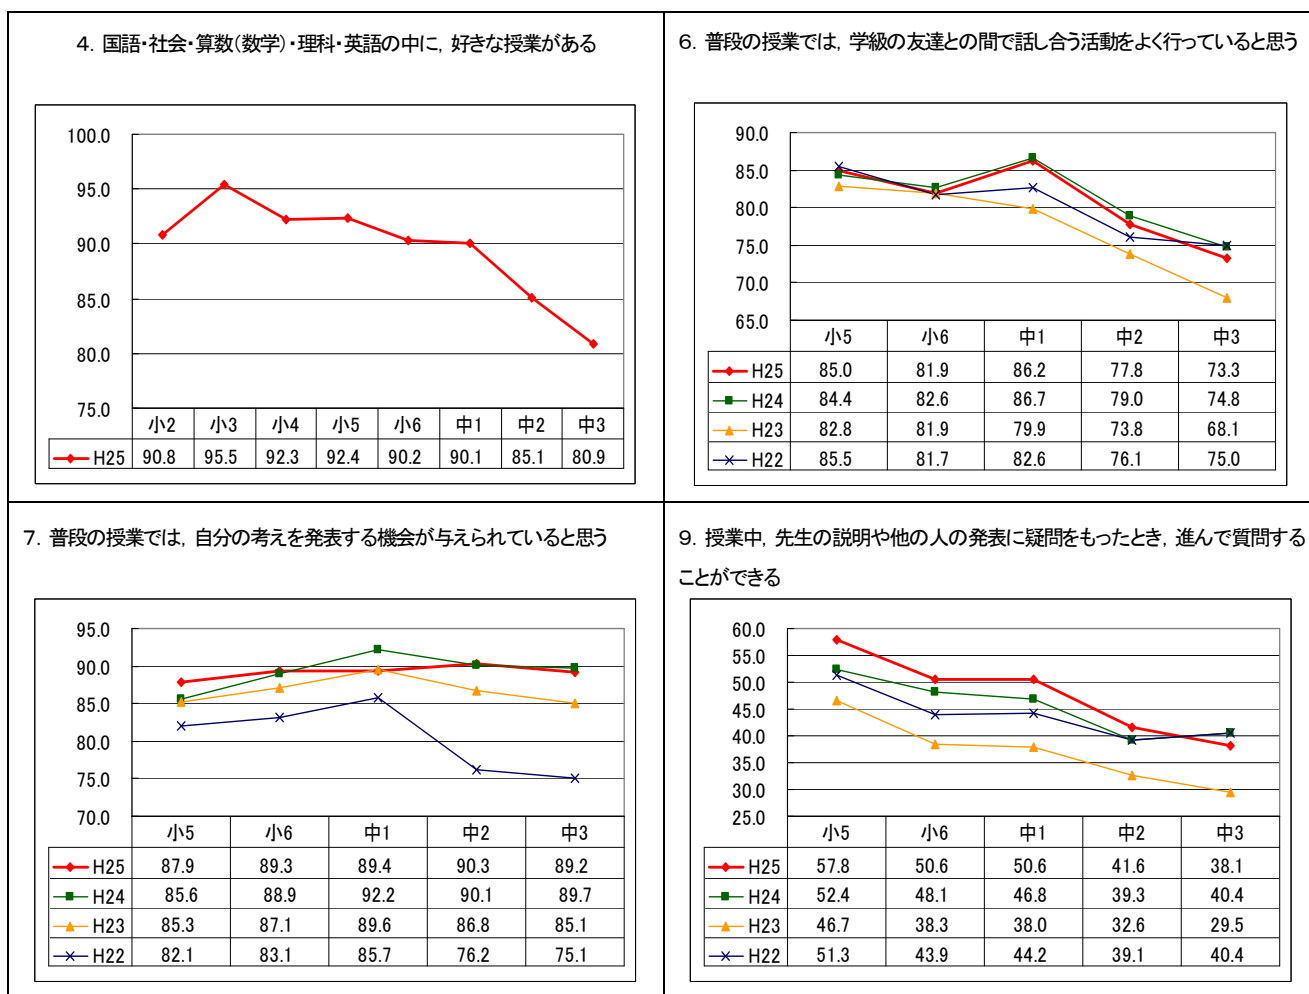 4. 国語・社会・算数(数学)・理科・英語の中に, 好きな授業がある
100.0
95.0
90.0
85.0
80.0
75.0
小2 小3 小4 小5 小6 中1 中2 中3
H25 90.8 95.5 92.3 92.4 90.2 90.1 85.1 80.9
6. 普段の授業では, 学級の友達との間で話し合う活動をよく行っていると思う
90.0
85.0
80.0
75.0
70.0
65.0
小5 小6 中1 中2 中3
H25 85.0 81.9 86.2 77.8 73.3
H24 84.4 82.6 86.7 79.0 74.8
H23 82.8 81.9 79.9 73.8 68.1
H22 85.5 81.7 82.6 76.1 75.0
7. 普段の授業では, 自分の考えを発表する機会が与えられていると思う
95.0
90.0
85.0
80.0
75.0
70.0
小5 小6 中1 中2 中3
H25 87.9 89.3 89.4 90.3 89.2
H24 85.6 88.9 92.2 90.1 89.7
H23 85.3 87.1 89.6 86.8 85.1
H22 82.1 83.1 85.7 76.2 75.1
9. 授業中, 先生の説明や他の人の発表に疑問をもったとき, 進んで質問する
ことができる
60.0
55.0
50.0
45.0
40.0
35.0
30.0
25.0
小5 小6 中1 中2 中3
H25 57.8 50.6 50.6 41.6 38.1
H24 52.4 48.1 46.8 39.3 40.4
H23 46.7 38.3 38.0 32.6 29.5
H22 51.3 43.9 44.2 39.1 40.4